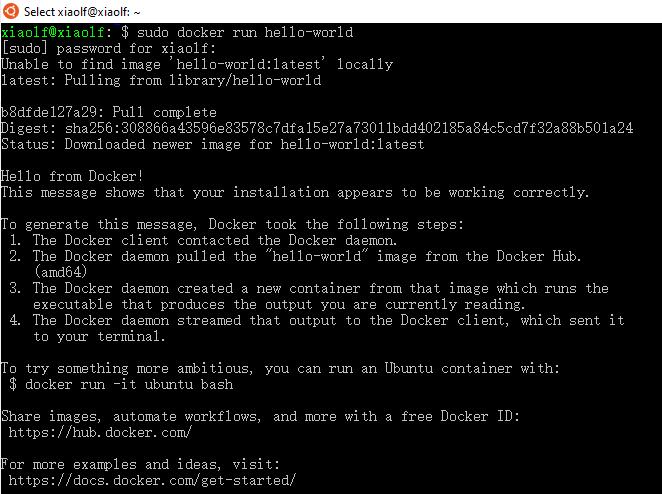 Select xiaolf@xiaolf: ~
xiaolf@xiaolf: $ sudo docker run hello-world
[sudo] password for xiaolf:
Unable to find image 'hello-world:latest' locally
latest: Pulling from library/hello-world
b8dfde127a29: Pull complete
Digest: sha256:308866a43596e83578c7dfa15e27a73011bdd402185a84c5cd7f32a88b501a24
Status: Downloaded newer image for hello-world:latest
Hello from Docker!
This message shows that your installation appears to be working correctly.
To generate this message, Docker took the following steps:
1. The Docker client contacted the Docker daemon.
2. The Docker daemon pulled the "hello-world" image from the Docker Hub.
(amd64)
3. The Docker daemon created a new container from that image which runs the
executable that produces the output you are currently reading.
4. The Docker daemon streamed that output to the Docker client, which sent it
to your terminal.
To try something more ambitious, you can run an Ubuntu container with:
$ docker run -it ubuntu bash
Share images, automate workflows, and more with a free Docker ID:
https://hub.docker.com/
For more examples and ideas, visit:
https://docs.docker.com/get-started/